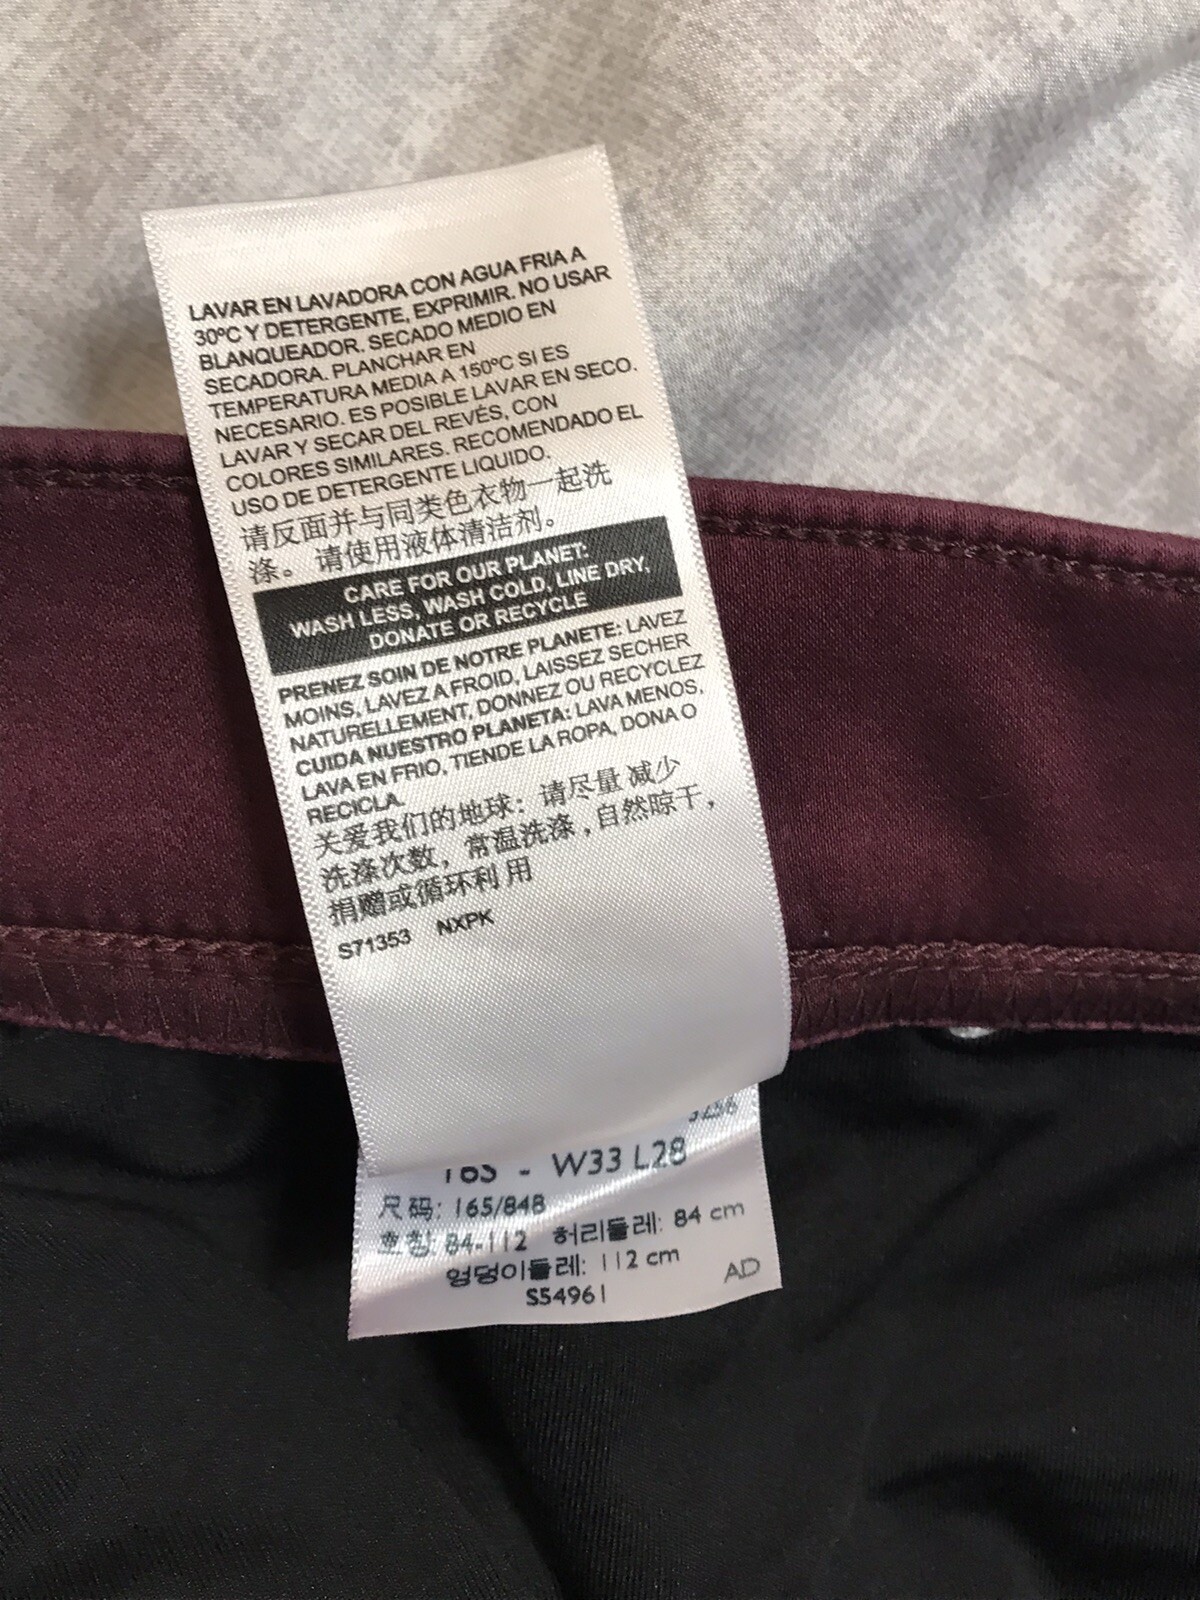 LAVAR EN LAVADORA CON AGUA FRIA A
30ºC Y DETERGENTE, EXPRIMIR. NO USAR
BLANQUEADOR. SECADO MEDIO EN
SECADORA. PLANCHAR EN
TEMPERATURA MEDIA A 150ºC SI ES
NECESARIO. ES POSIBLE LAVAR EN SECO.
LAVAR Y SECAR DEL REVÉS, CON
COLORES SIMILARES. RECOMENDADO EL
USO DE DETERGENTE LIQUIDO.
请反面并与同类色衣物一起洗
涤。请使用液体清洁剂。
CARE FOR OUR PLANET:
WASH LESS, WASH COLD, LINE DRY,
DONATE OR RECYCLE
PRENEZ SOIN DE NOTRE PLANETE: LAVEZ
MOINS, LAVEZ A FROID, LAISSEZ SECHER
NATURELLEMENT, DONNEZ OU RECYCLEZ
CUIDA NUESTRO PLANETA: LAVA MENOS,
LAVA EN FRIO, TIENDE LA ROPA, DONA O
RECICLA.
关爱我们的地球：请尽量 减少
洗涤次数，常温洗涤 ,自然晾干，
捐赠或循环利 用
S71353 NXPK
16S - W33 L28
尺码: 165/84B
호칭: 84-112 허리둘레: 84 cm
엉덩이둘레: 112 cm
AD
S54961